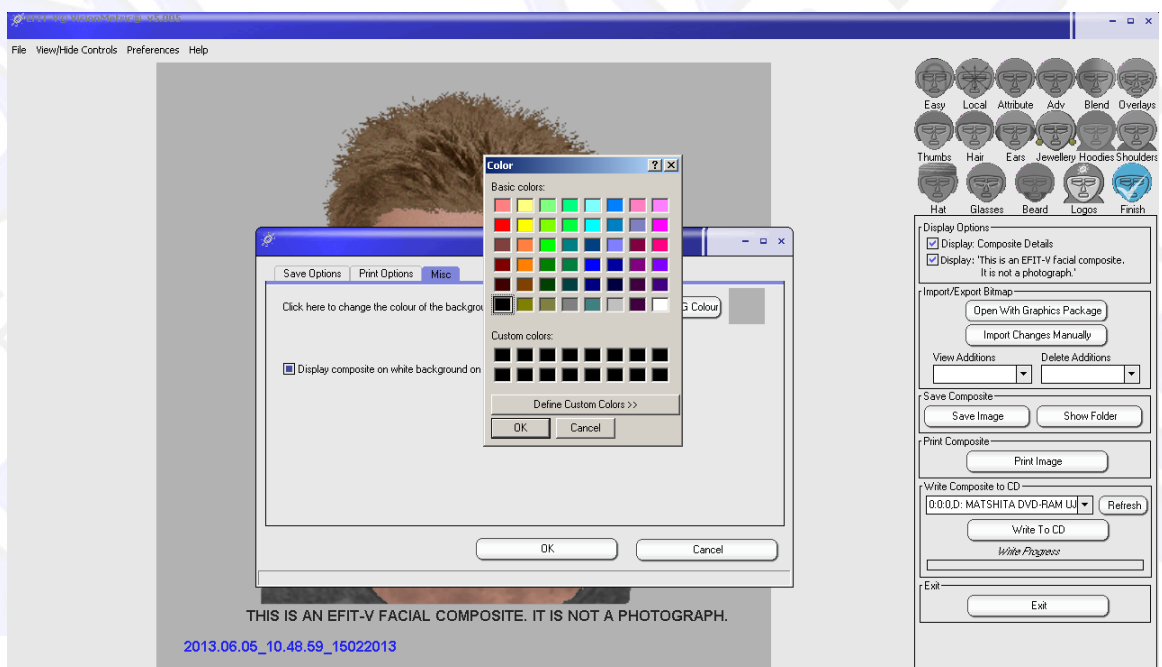 EFIT-V (c) VisionMetric: v5.005
File View/Hide Controls Preferences Help
Easy Local Attribute Adv Blend Overlays
Thumbs Hair Ears Jewellery Hoodies Shoulders
Hat Glasses Beard Logos Finish
Display Options
Display: Composite Details
Display: 'This is an EFIT-V facial composite.
It is not a photograph.'
Import/Export Bitmap
Open With Graphics Package
Import Changes Manually
View Additions Delete Additions
Save Composite
Save Image Show Folder
Print Composite
Print Image
Write Composite to CD
0:0:0,D: MATSHITA DVD-RAM UJ Refresh
Write To CD
Write Progress
Exit
Exit
Save Options Print Options Misc
Click here to change the colour of the backgrou G Colour
Display composite on white background on
OK Cancel
Color
Basic colors:
Custom colors:
Define Custom Colors >>
OK Cancel
THIS IS AN EFIT-V FACIAL COMPOSITE. IT IS NOT A PHOTOGRAPH.
2013.06.05_10.48.59_15022013